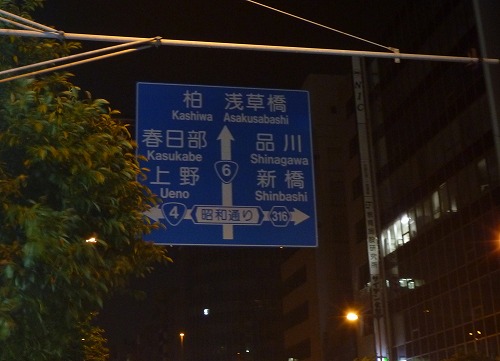 柏 浅草橋
Kashiwa Asakusabashi
春日部 品川
Kasukabe Shinagawa
6
上野 新橋
Ueno Shinbashi
4 昭和通り 316
NIC